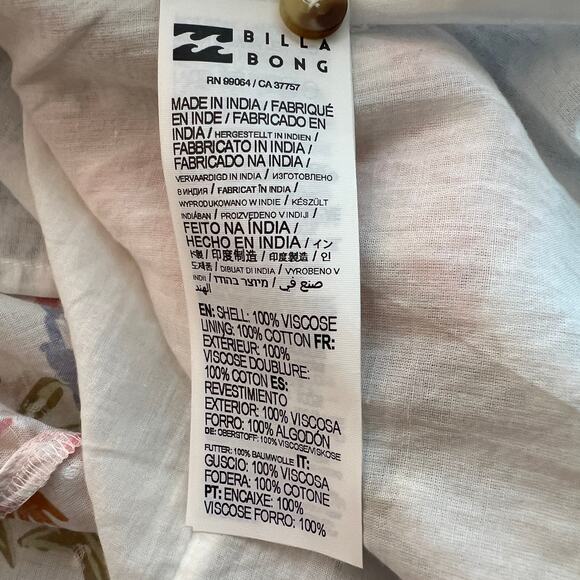 BILLA
BONG
RN 99064 / CA 37757
MADE IN INDIA / FABRIQUÉ
EN INDE / FABRICADO EN
INDIA / HERGESTELLT IN INDIEN /
FABBRICATO IN INDIA /
FABRICADO NA INDIA /
VERVAARDIGD IN INDIA / ИЗГОТОВЛЕНО
В ИНДИЯ / FABRICAT ÎN INDIA /
WYPRODUKOWANO W INDIE / KÉSZÜLT
INDIÁBAN / PROIZVEDENO V INDIJI /
FEITO NA ÍNDIA /
HECHO EN INDIA / イン
ド製 / 印度制造 / 印度製造 / 인
도제품 / DIBUAT DI INDIA / VYROBENO V
INDII / מיוצר בהודו / صنع في
الهند
EN: SHELL: 100% VISCOSE
LINING: 100% COTTON FR:
EXTÉRIEUR: 100%
VISCOSE DOUBLURE:
100% COTON ES:
REVESTIMIENTO
EXTERIOR: 100% VISCOSA
FORRO: 100% ALGODÓN
DE: OBERSTOFF: 100% VISCOSE/VISKOSE
FUTTER: 100% BAUMWOLLE IT:
GUSCIO: 100% VISCOSA
FODERA: 100% COTONE
PT: ENCAIXE: 100%
VISCOSE FORRO: 100%